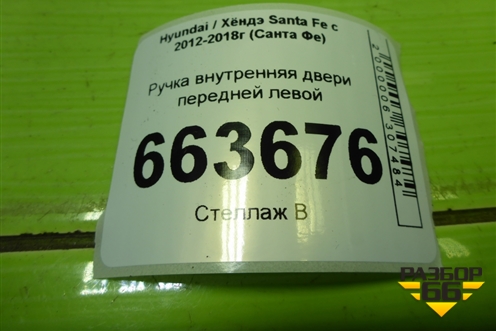 Hyundai / Хёндэ Santa Fe с
2012-2018г (Санта Фе)
Ручка внутренняя двери
передней левой
663676
Стеллаж В
2000006307484
РАЗБОР
66